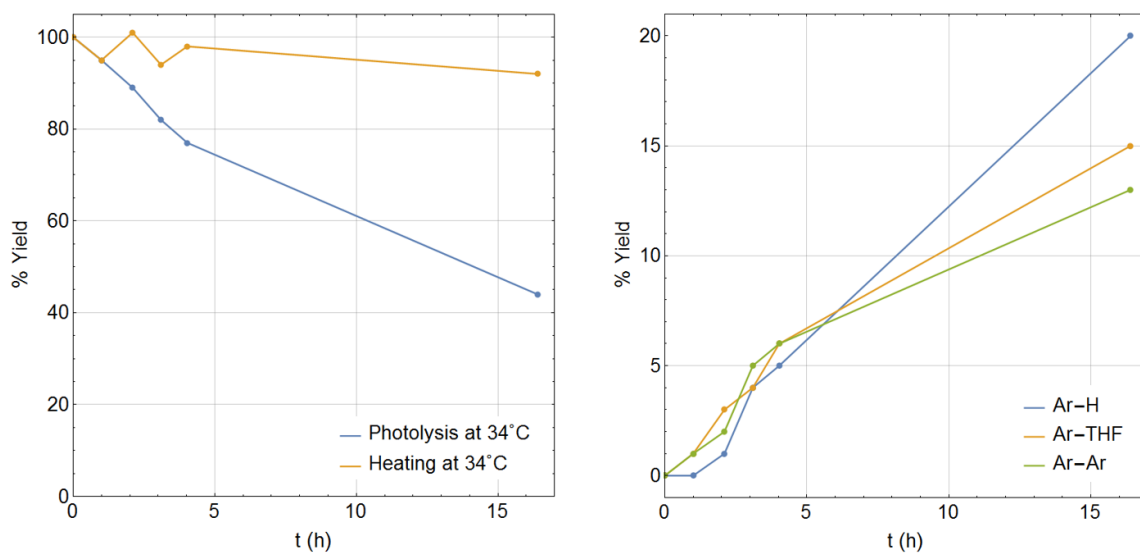 100
80
60
40
20
0
% Yield
0
5
10
15
t (h)
Photolysis at 34˚C
Heating at 34˚C
20
15
10
5
0
% Yield
0
5
10
15
t (h)
Ar–H
Ar–THF
Ar–Ar